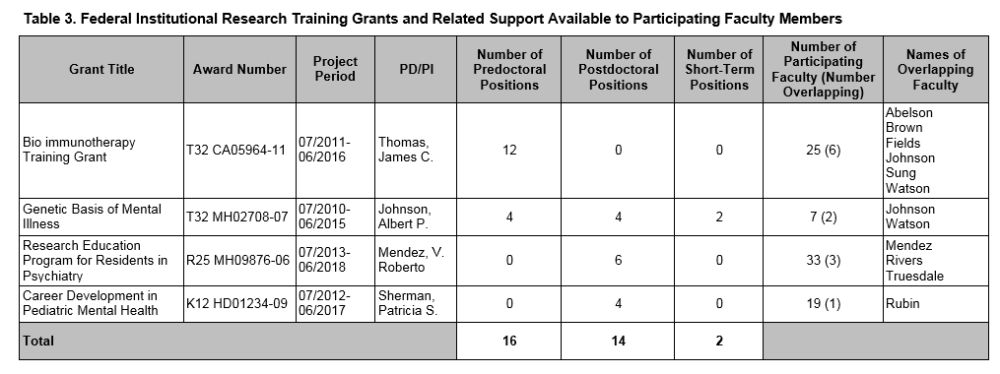 Table 3. Federal Institutional Research Training Grants and Related Support Available to Participating Faculty Members
Grant Title
Award Number
Project
Period
PD/PI
Number of
Predoctoral
Positions
Number of
Postdoctoral
Positions
Number of
Short-Term
Positions
Number of
Participating
Faculty (Number
Overlapping)
Names of
Overlapping
Faculty
Bio immunotherapy
Training Grant
T32 CA05964-11
07/2011-
06/2016
Thomas,
James C.
12
0
0
25 (6)
Abelson
Brown
Fields
Johnson
Sung
Watson
Genetic Basis of Mental
Illness
T32 MH02708-07
07/2010-
06/2015
Johnson,
Albert P.
4
4
2
7 (2)
Johnson
Watson
Research Education
Program for Residents in
Psychiatry
R25 MH09876-06
07/2013-
06/2018
Mendez, V.
Roberto
0
6
0
33 (3)
Mendez
Rivers
Truesdale
Career Development in
Pediatric Mental Health
K12 HD01234-09
07/2012-
06/2017
Sherman,
Patricia S.
0
4
0
19 (1)
Rubin
Total
16
14
2